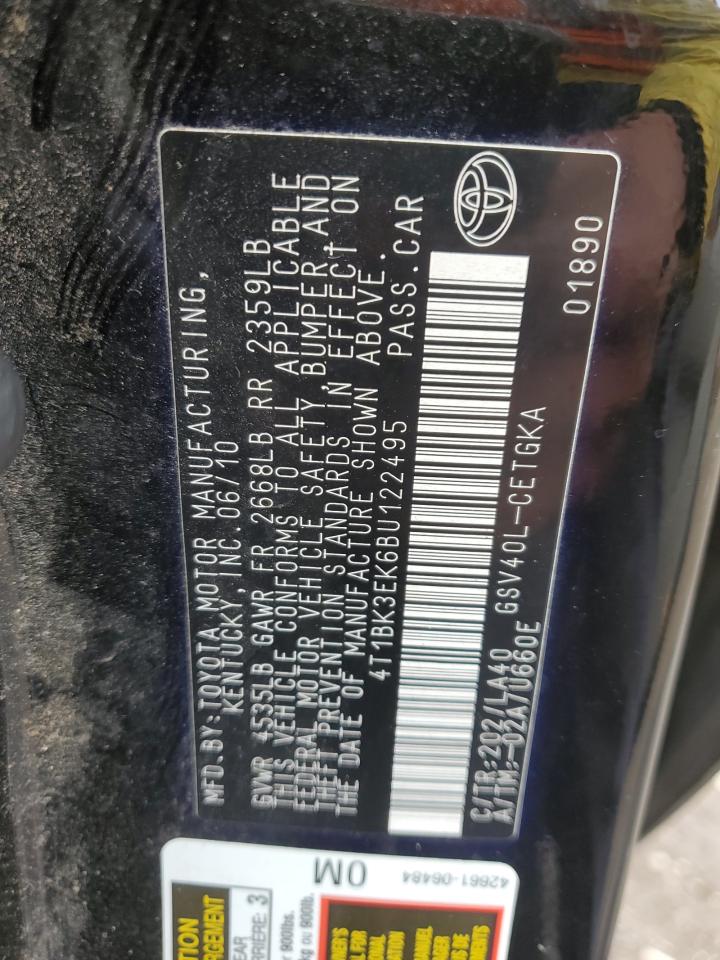 MFD.BY:TOYOTA MOTOR MANUFACTURING,
KENTUCKY, INC. 06/10
GVWR 4535LB GAWR FR 2668LB RR 2359LB
THIS VEHICLE CONFORMS TO ALL APPLICABLE
FEDERAL MOTOR VEHICLE SAFETY, BUMPER, AND
THEFT PREVENTION STANDARDS IN EFFECT ON
THE DATE OF MANUFACTURE SHOWN ABOVE.
4T1BK3EK6BU122495 PASS.CAR
C/TR:202/LA40 GSV40L-CETGKA
A/TM:-02A/U660E
01890
0M
42661-06484
3